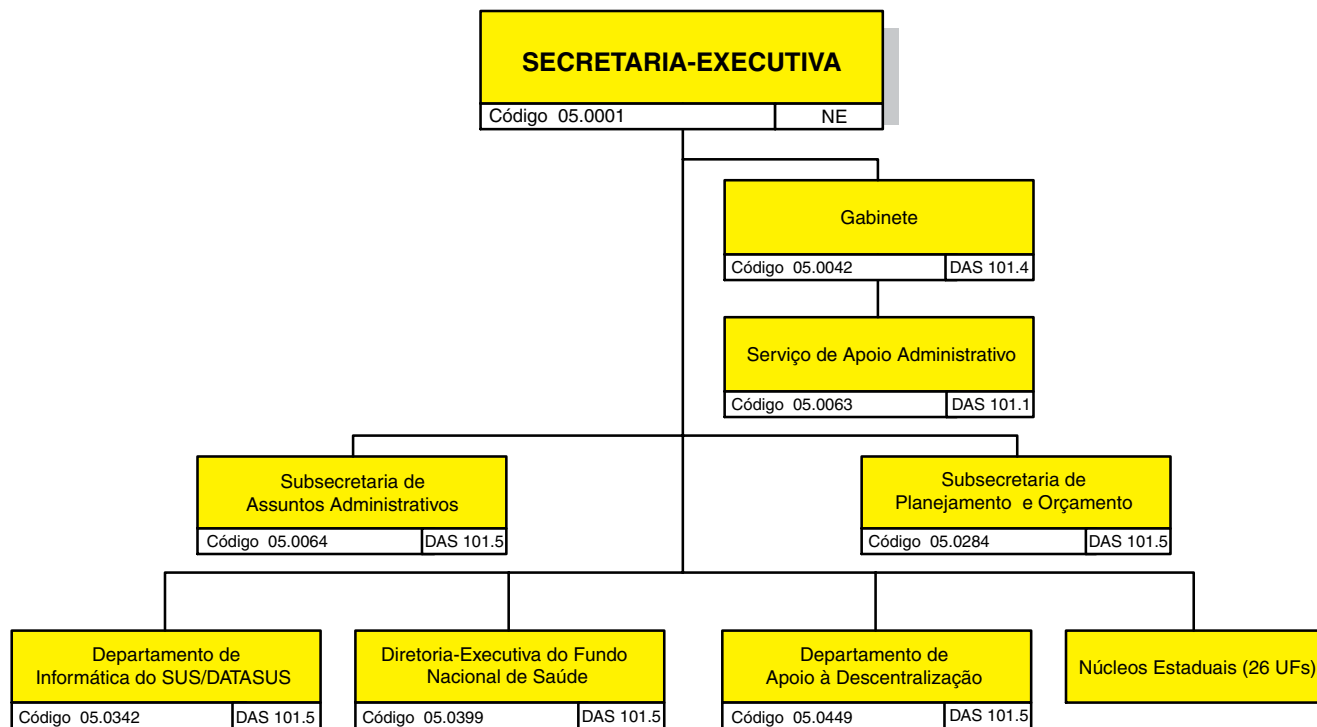 SECRETARIA-EXECUTIVA
Código 05.0001 NE
Gabinete
Código 05.0042 DAS 101.4
Serviço de Apoio Administrativo
Código 05.0063 DAS 101.1
Subsecretaria de
Assuntos Administrativos
Código 05.0064 DAS 101.5
Subsecretaria de
Planejamento e Orçamento
Código 05.0284 DAS 101.5
Departamento de
Informática do SUS/DATASUS
Código 05.0342 DAS 101.5
Diretoria-Executiva do Fundo
Nacional de Saúde
Código 05.0399 DAS 101.5
Departamento de
Apoio à Descentralização
Código 05.0449 DAS 101.5
Núcleos Estaduais (26 UFs)